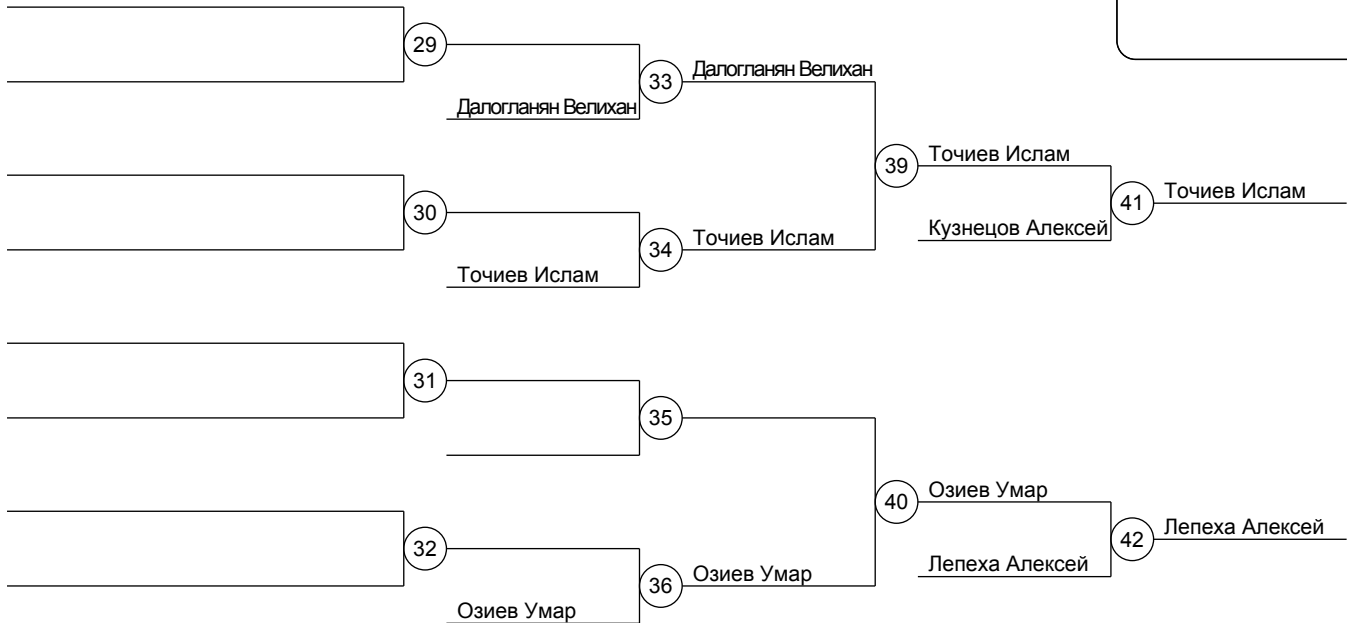 29
33
Далогланян Велихан
Далогланян Велихан
39
Точиев Ислам
30
41
Точиев Ислам
Кузнецов Алексей
34
Точиев Ислам
Точиев Ислам
31
35
40
Озиев Умар
32
42
Лепеха Алексей
Лепеха Алексей
36
Озиев Умар
Озиев Умар